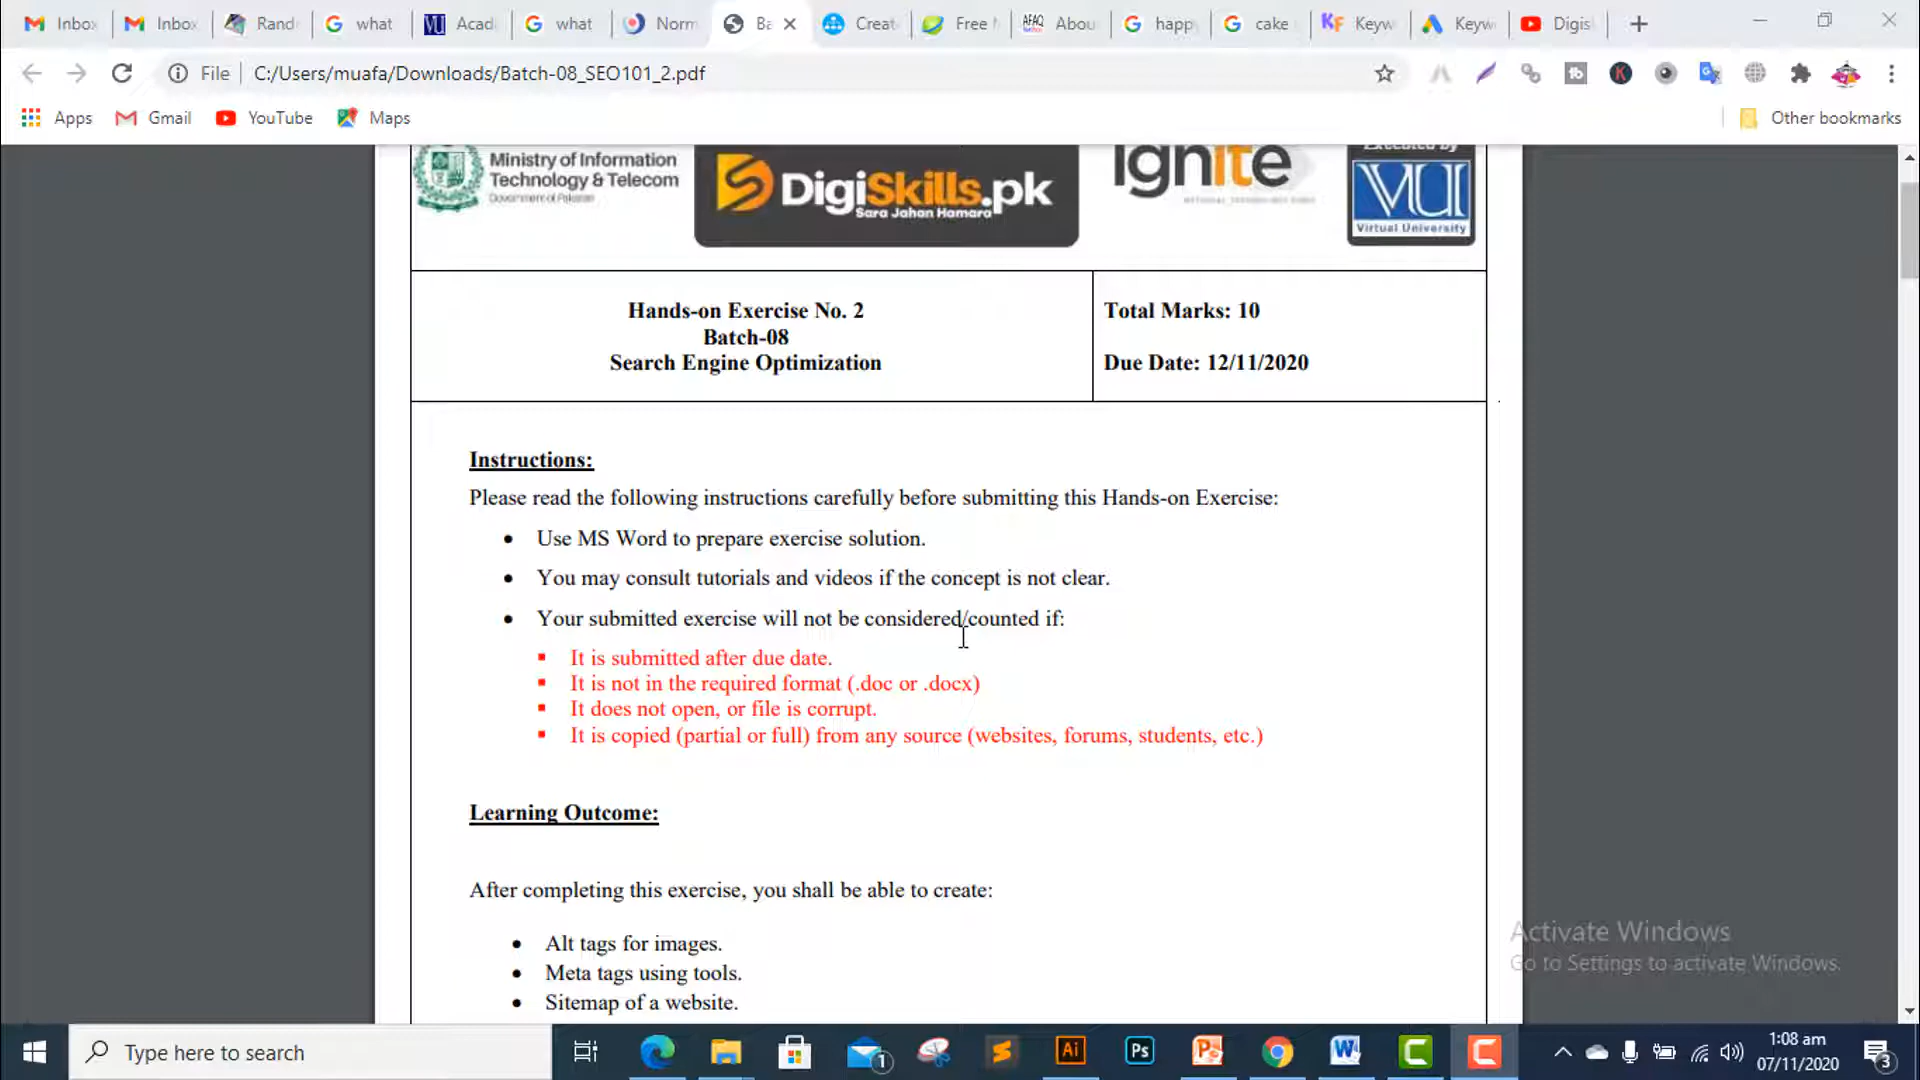 Inbox
Inbox
Rand
what
Acad
what
Norm
Ba
Creat
Free
Abou
happy
cake
Keyw
Keyw
Digis
File
C:/Users/muafa/Downloads/Batch-08_SEO101_2.pdf
Apps
Gmail
YouTube
Maps
Other bookmarks
Ministry of Information
Technology & Telecom
Government of Pakistan
DigiSkills.pk
Sara Jahan Hamara
Ignite
Executed by
VU
Virtual University
Hands-on Exercise No. 2
Batch-08
Search Engine Optimization
Total Marks: 10
Due Date: 12/11/2020
Instructions:
Please read the following instructions carefully before submitting this Hands-on Exercise:
• Use MS Word to prepare exercise solution.
• You may consult tutorials and videos if the concept is not clear.
• Your submitted exercise will not be considered/counted if:
▪ It is submitted after due date.
▪ It is not in the required format (.doc or .docx)
▪ It does not open, or file is corrupt.
▪ It is copied (partial or full) from any source (websites, forums, students, etc.)
Learning Outcome:
After completing this exercise, you shall be able to create:
• Alt tags for images.
• Meta tags using tools.
• Sitemap of a website.
Activate Windows
Go to Settings to activate Windows.
Type here to search
1:08 am
07/11/2020
3